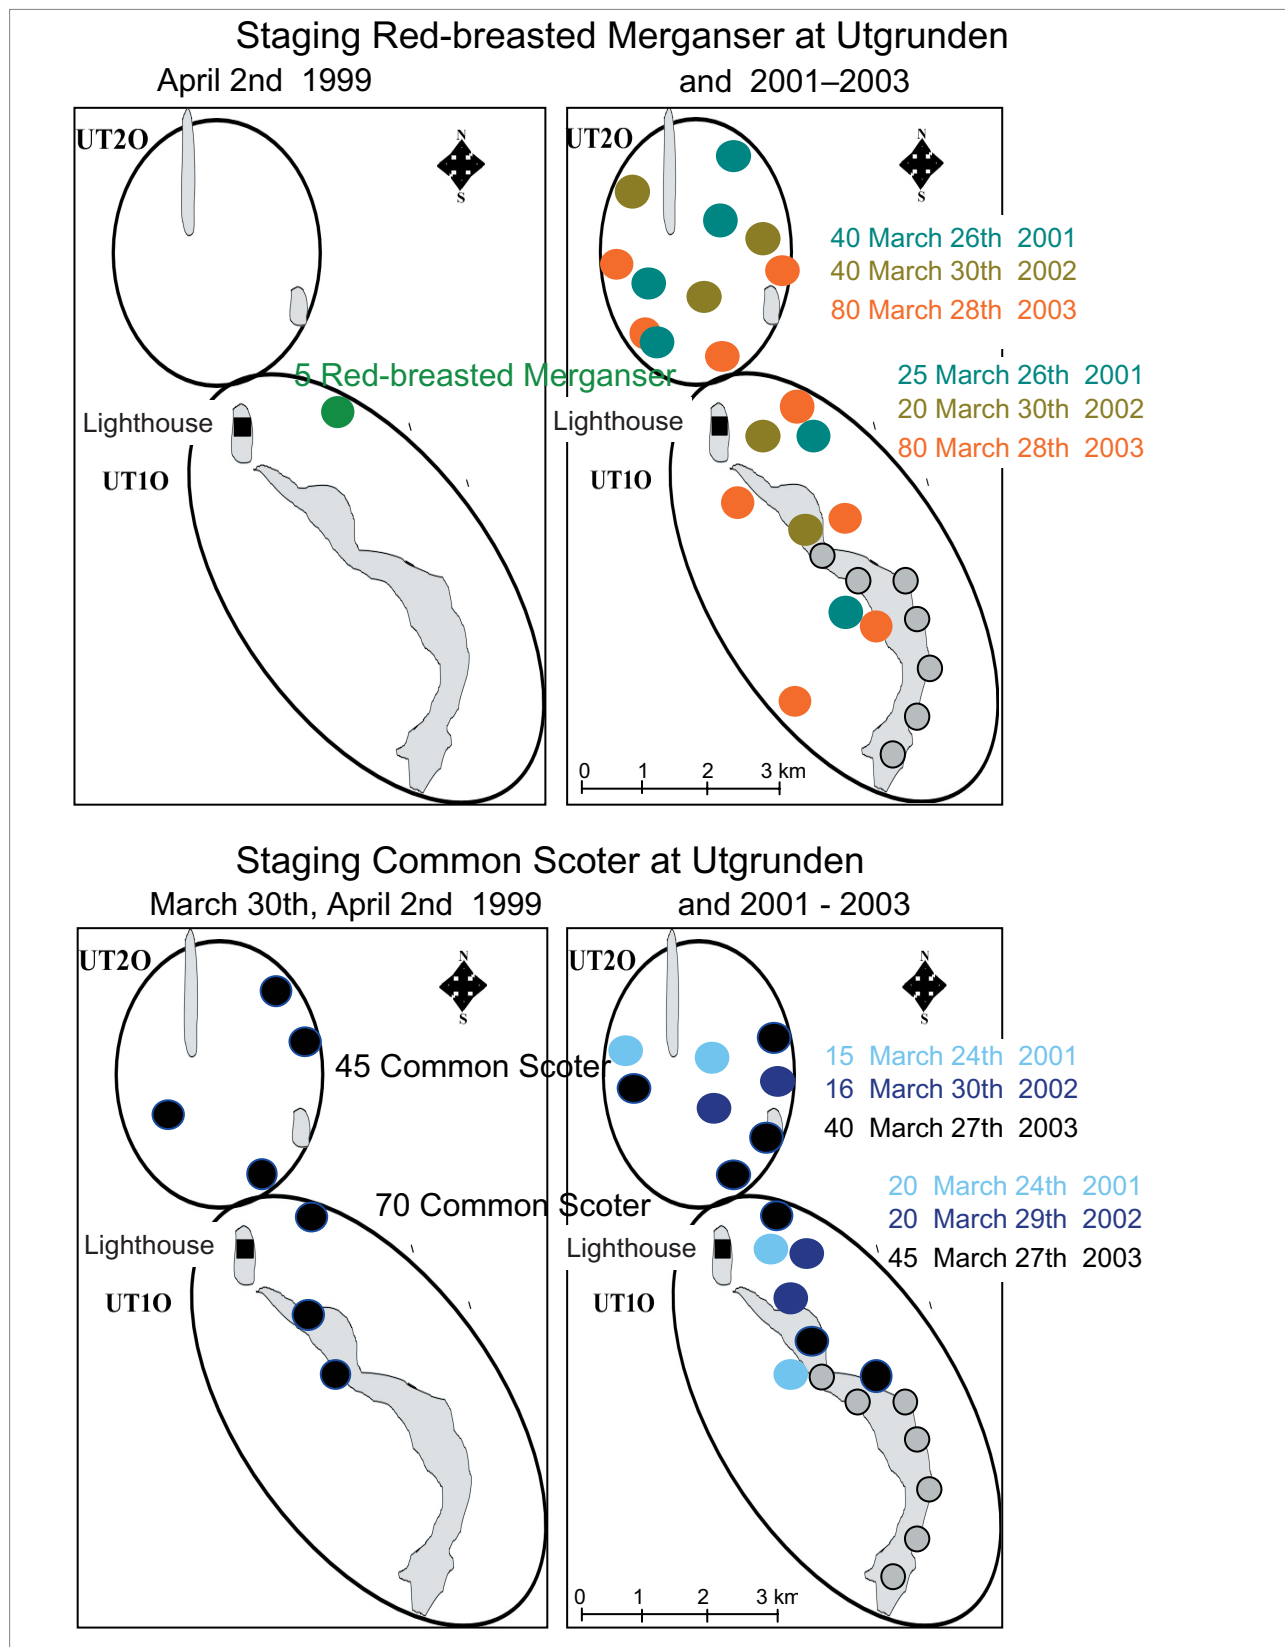 Staging Red-breasted Merganser at Utgrunden
April 2nd 1999
and 2001–2003
UT2O
N
S
5 Red-breasted Merganser
Lighthouse
UT1O
UT2O
N
S
40 March 26th 2001
40 March 30th 2002
80 March 28th 2003
25 March 26th 2001
20 March 30th 2002
80 March 28th 2003
Lighthouse
UT1O
0 1 2 3 km
Staging Common Scoter at Utgrunden
March 30th, April 2nd 1999
and 2001 - 2003
UT2O
N
S
45 Common Scoter
70 Common Scoter
Lighthouse
UT1O
UT2O
N
S
15 March 24th 2001
16 March 30th 2002
40 March 27th 2003
20 March 24th 2001
20 March 29th 2002
45 March 27th 2003
Lighthouse
UT1O
0 1 2 3 km